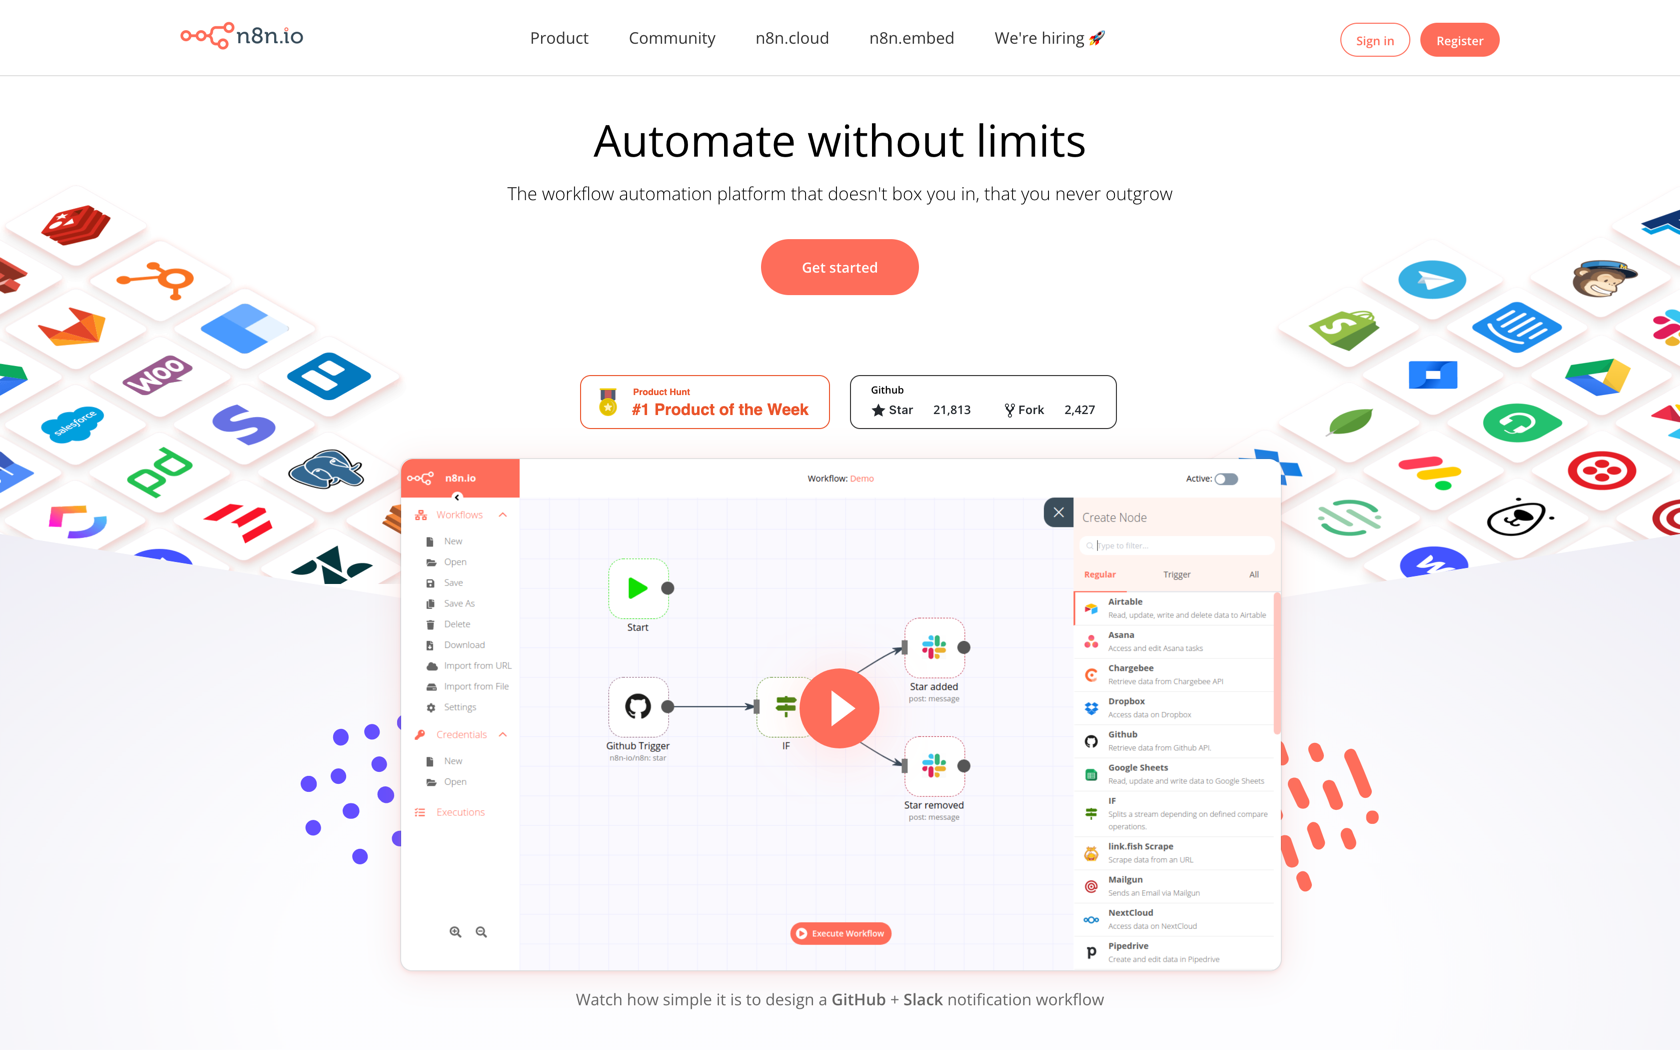 n8n.io
Product
Community
n8n.cloud
n8n.embed
We're hiring 🚀
Sign in
Register
Automate without limits
The workflow automation platform that doesn't box you in, that you never outgrow
Get started
Product Hunt
#1 Product of the Week
Github
Star 21,813 Fork 2,427
salesforce
WOO
pd
n8n.io
Workflow: Demo
Active:
Workflows
New
Open
Save
Save As
Delete
Download
Import from URL
Import from File
Settings
Credentials
New
Open
Executions
Start
Github Trigger
n8n-io/n8n: star
IF
Star added
post: message
Star removed
post: message
Execute Workflow
Create Node
Type to filter...
Regular
Trigger
All
Airtable
Read, update, write and delete data to Airtable
Asana
Access and edit Asana tasks
Chargebee
Retrieve data from Chargebee API
Dropbox
Access data on Dropbox
Github
Retrieve data from Github API.
Google Sheets
Read, update and write data to Google Sheets
IF
Splits a stream depending on defined compare
operations.
link.fish Scrape
Scrape data from an URL
Mailgun
Sends an Email via Mailgun
NextCloud
Access data on NextCloud
Pipedrive
Create and edit data in Pipedrive
Watch how simple it is to design a GitHub + Slack notification workflow